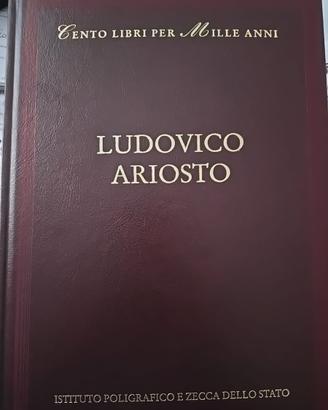 CENTO LIBRI PER MILLE ANNI
LUDOVICO
ARIOSTO
ISTITUTO POLIGRAFICO E ZECCA DELLO STATO